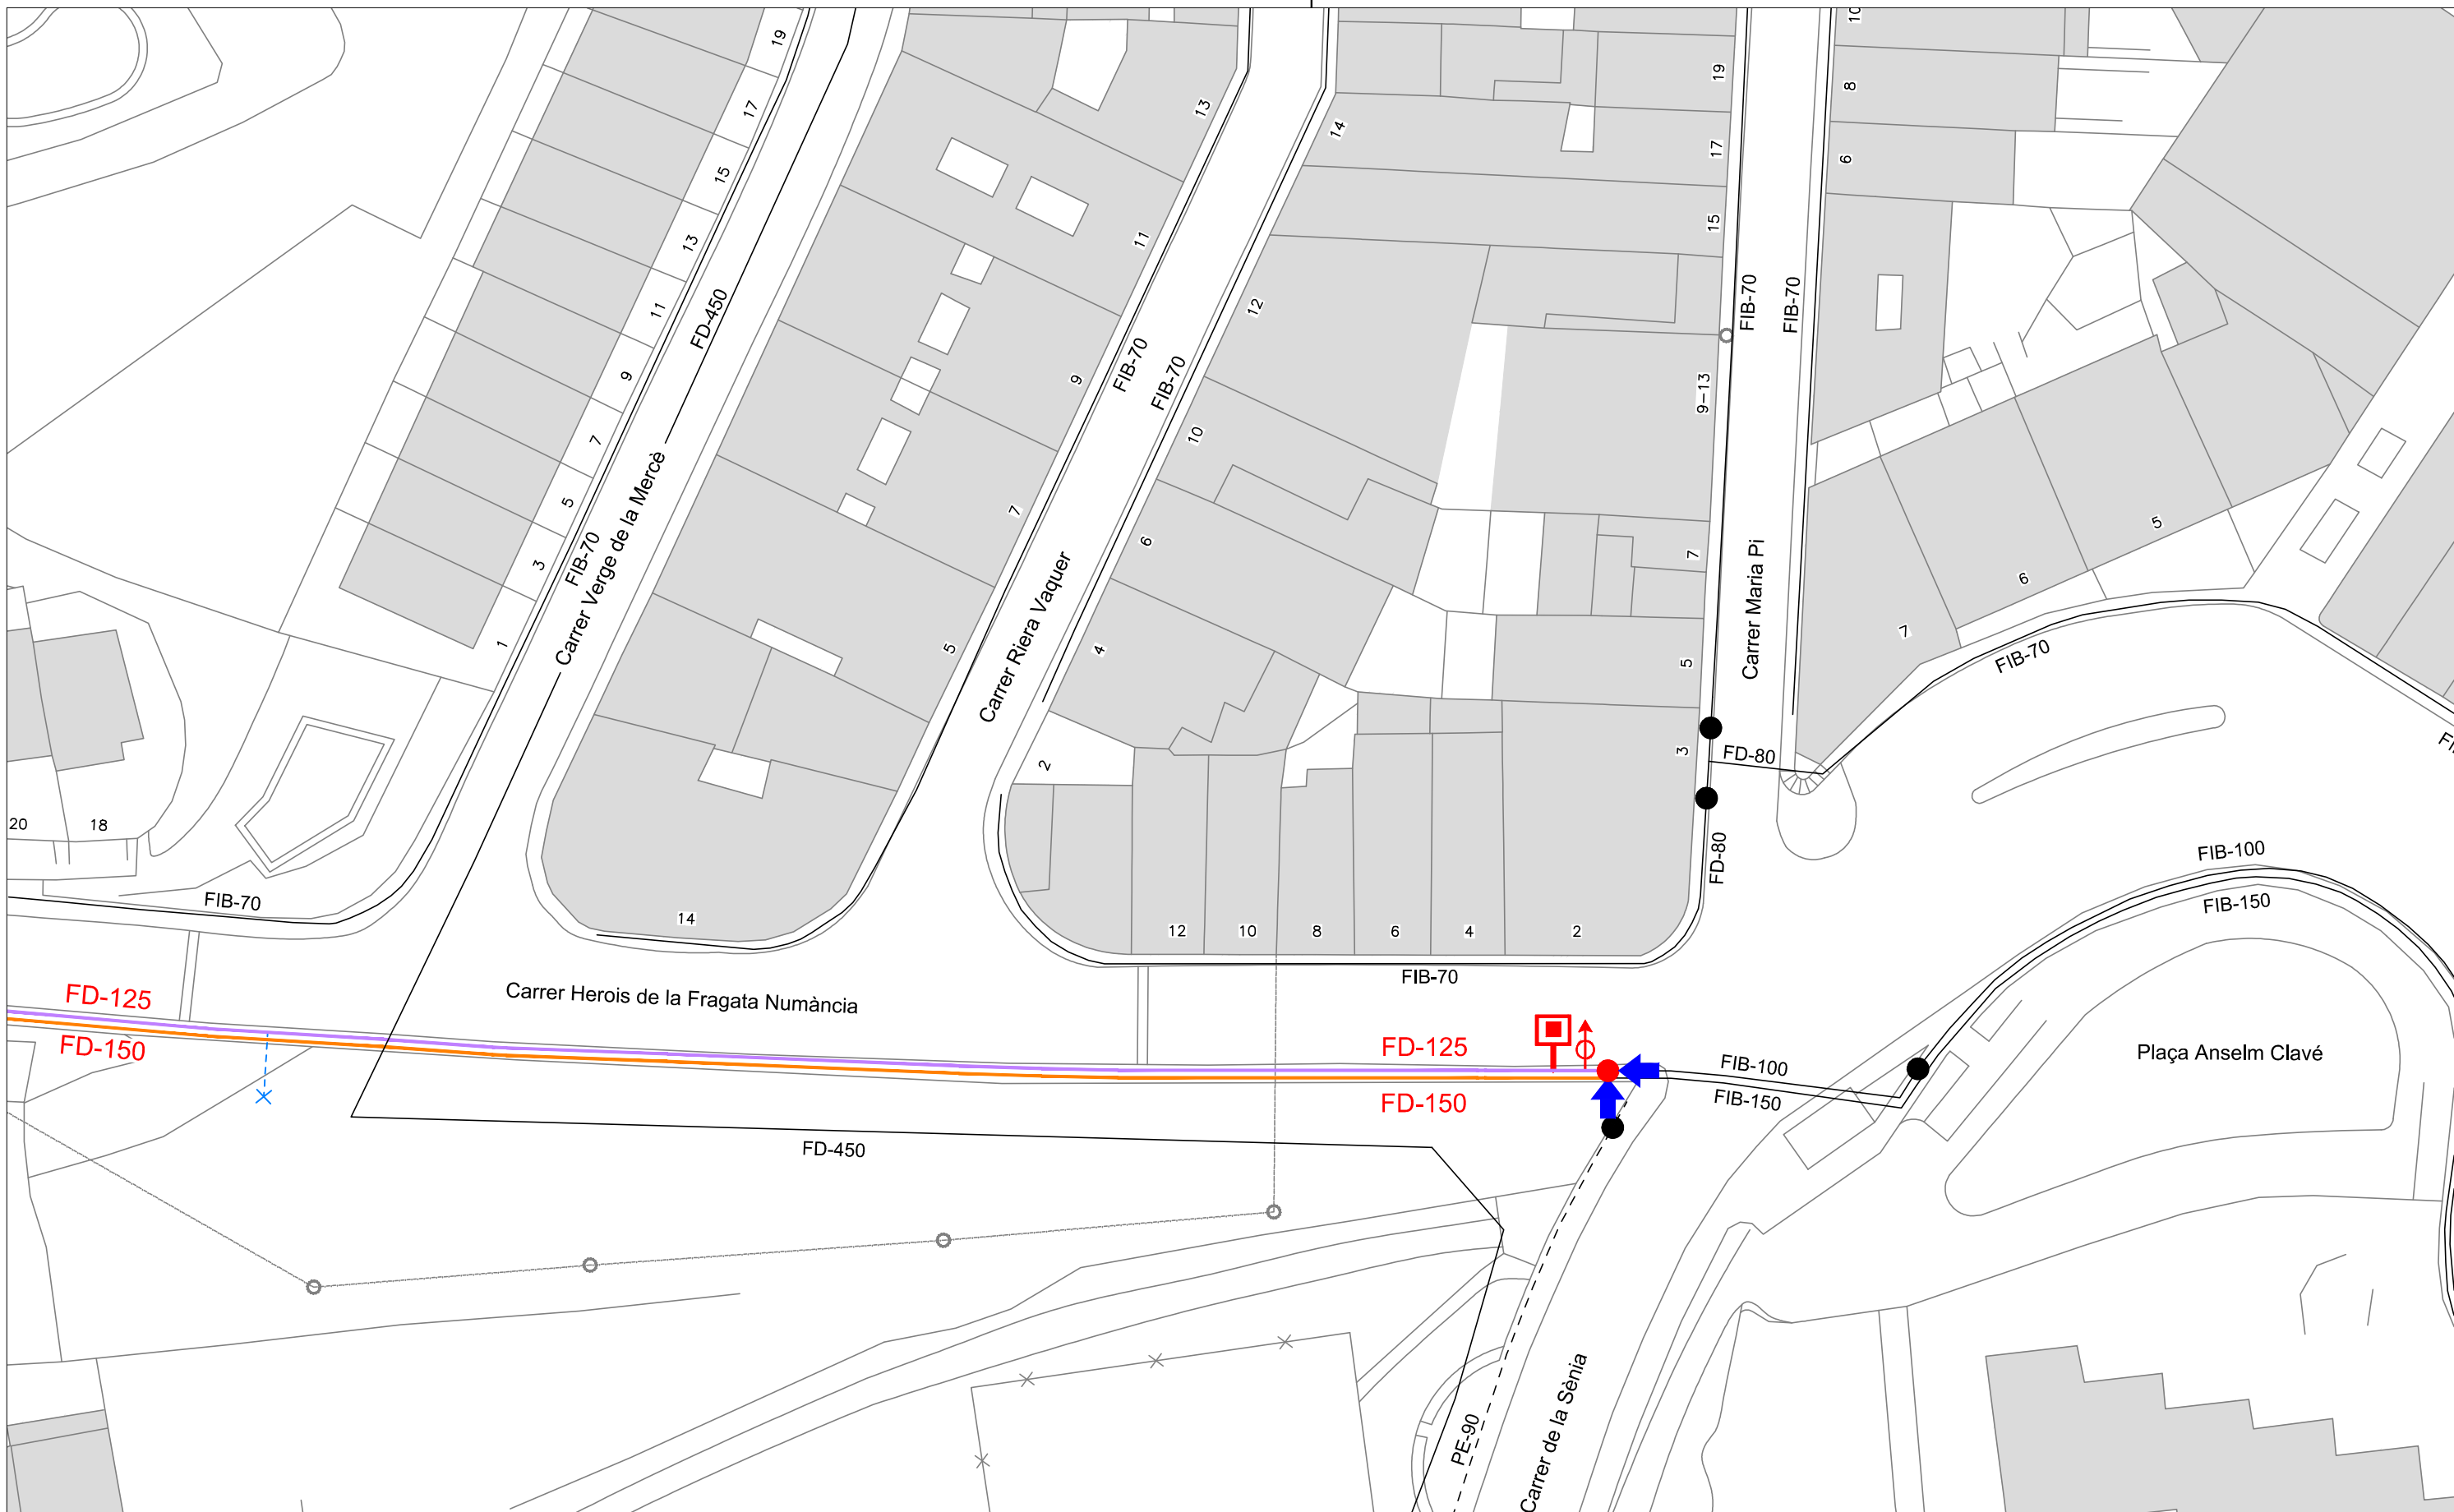 19
17
15
13
11
9
7
5
3
1
FD-450
FIB-70
Carrer Verge de la Mercè
13
11
9
7
5
FIB-70
FIB-70
Carrer Riera Vaquer
14
12
10
6
4
2
19
17
15
9-13
7
5
3
FIB-70
FIB-70
Carrer Maria Pi
10
8
6
5
6
7
FIB-70
FD-80
FD-80
20
18
FIB-70
14
12
10
8
6
4
2
FIB-70
FIB-100
FIB-150
FD-125
FD-150
Carrer Herois de la Fragata Numància
FD-125
FD-150
FIB-100
FIB-150
Plaça Anselm Clavé
FD-450
PE-90
Carrer de la Sènia